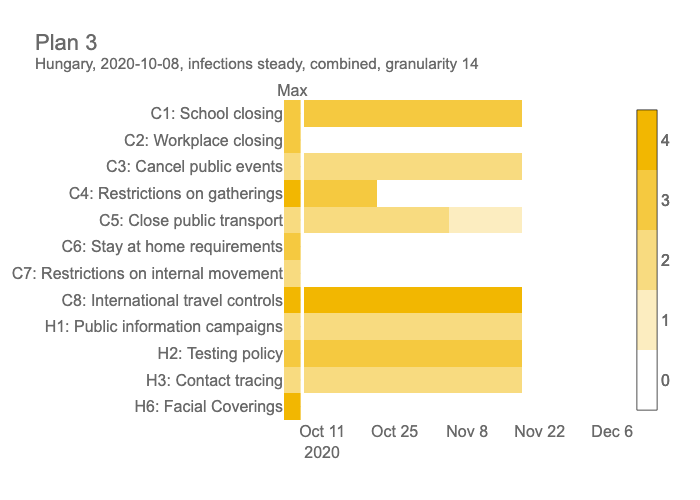 Plan 3
Hungary, 2020-10-08, infections steady, combined, granularity 14
Max
C1: School closing
C2: Workplace closing
C3: Cancel public events
C4: Restrictions on gatherings
C5: Close public transport
C6: Stay at home requirements
C7: Restrictions on internal movement
C8: International travel controls
H1: Public information campaigns
H2: Testing policy
H3: Contact tracing
H6: Facial Coverings
Oct 11 Oct 25 Nov 8 Nov 22 Dec 6
2020
4
3
2
1
0